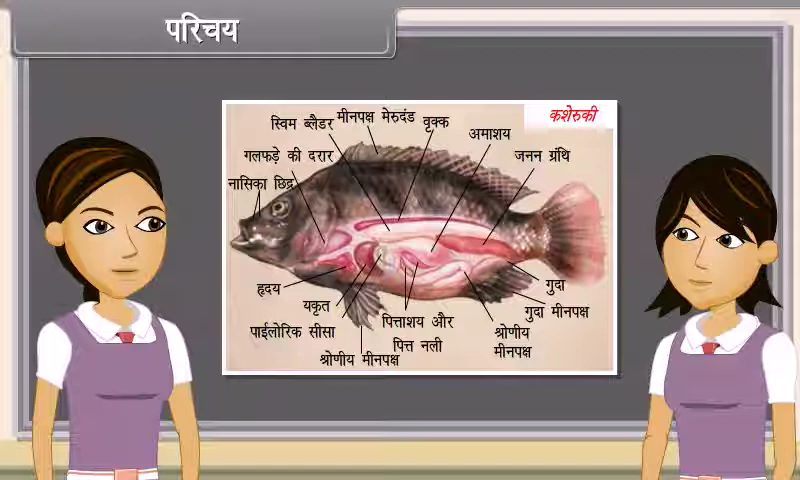 परिचय
कशेरुकी
स्विम ब्लैडर
मीनपक्ष मेरुदंड
वृक्क
अमाशय
गलफड़े की दरार
जनन ग्रंथि
नासिका छिद्र
हृदय
यकृत
पाईलोरिक सीसा
श्रोणीय मीनपक्ष
पित्ताशय और
पित्त नली
गुदा
गुदा मीनपक्ष
श्रोणीय
मीनपक्ष